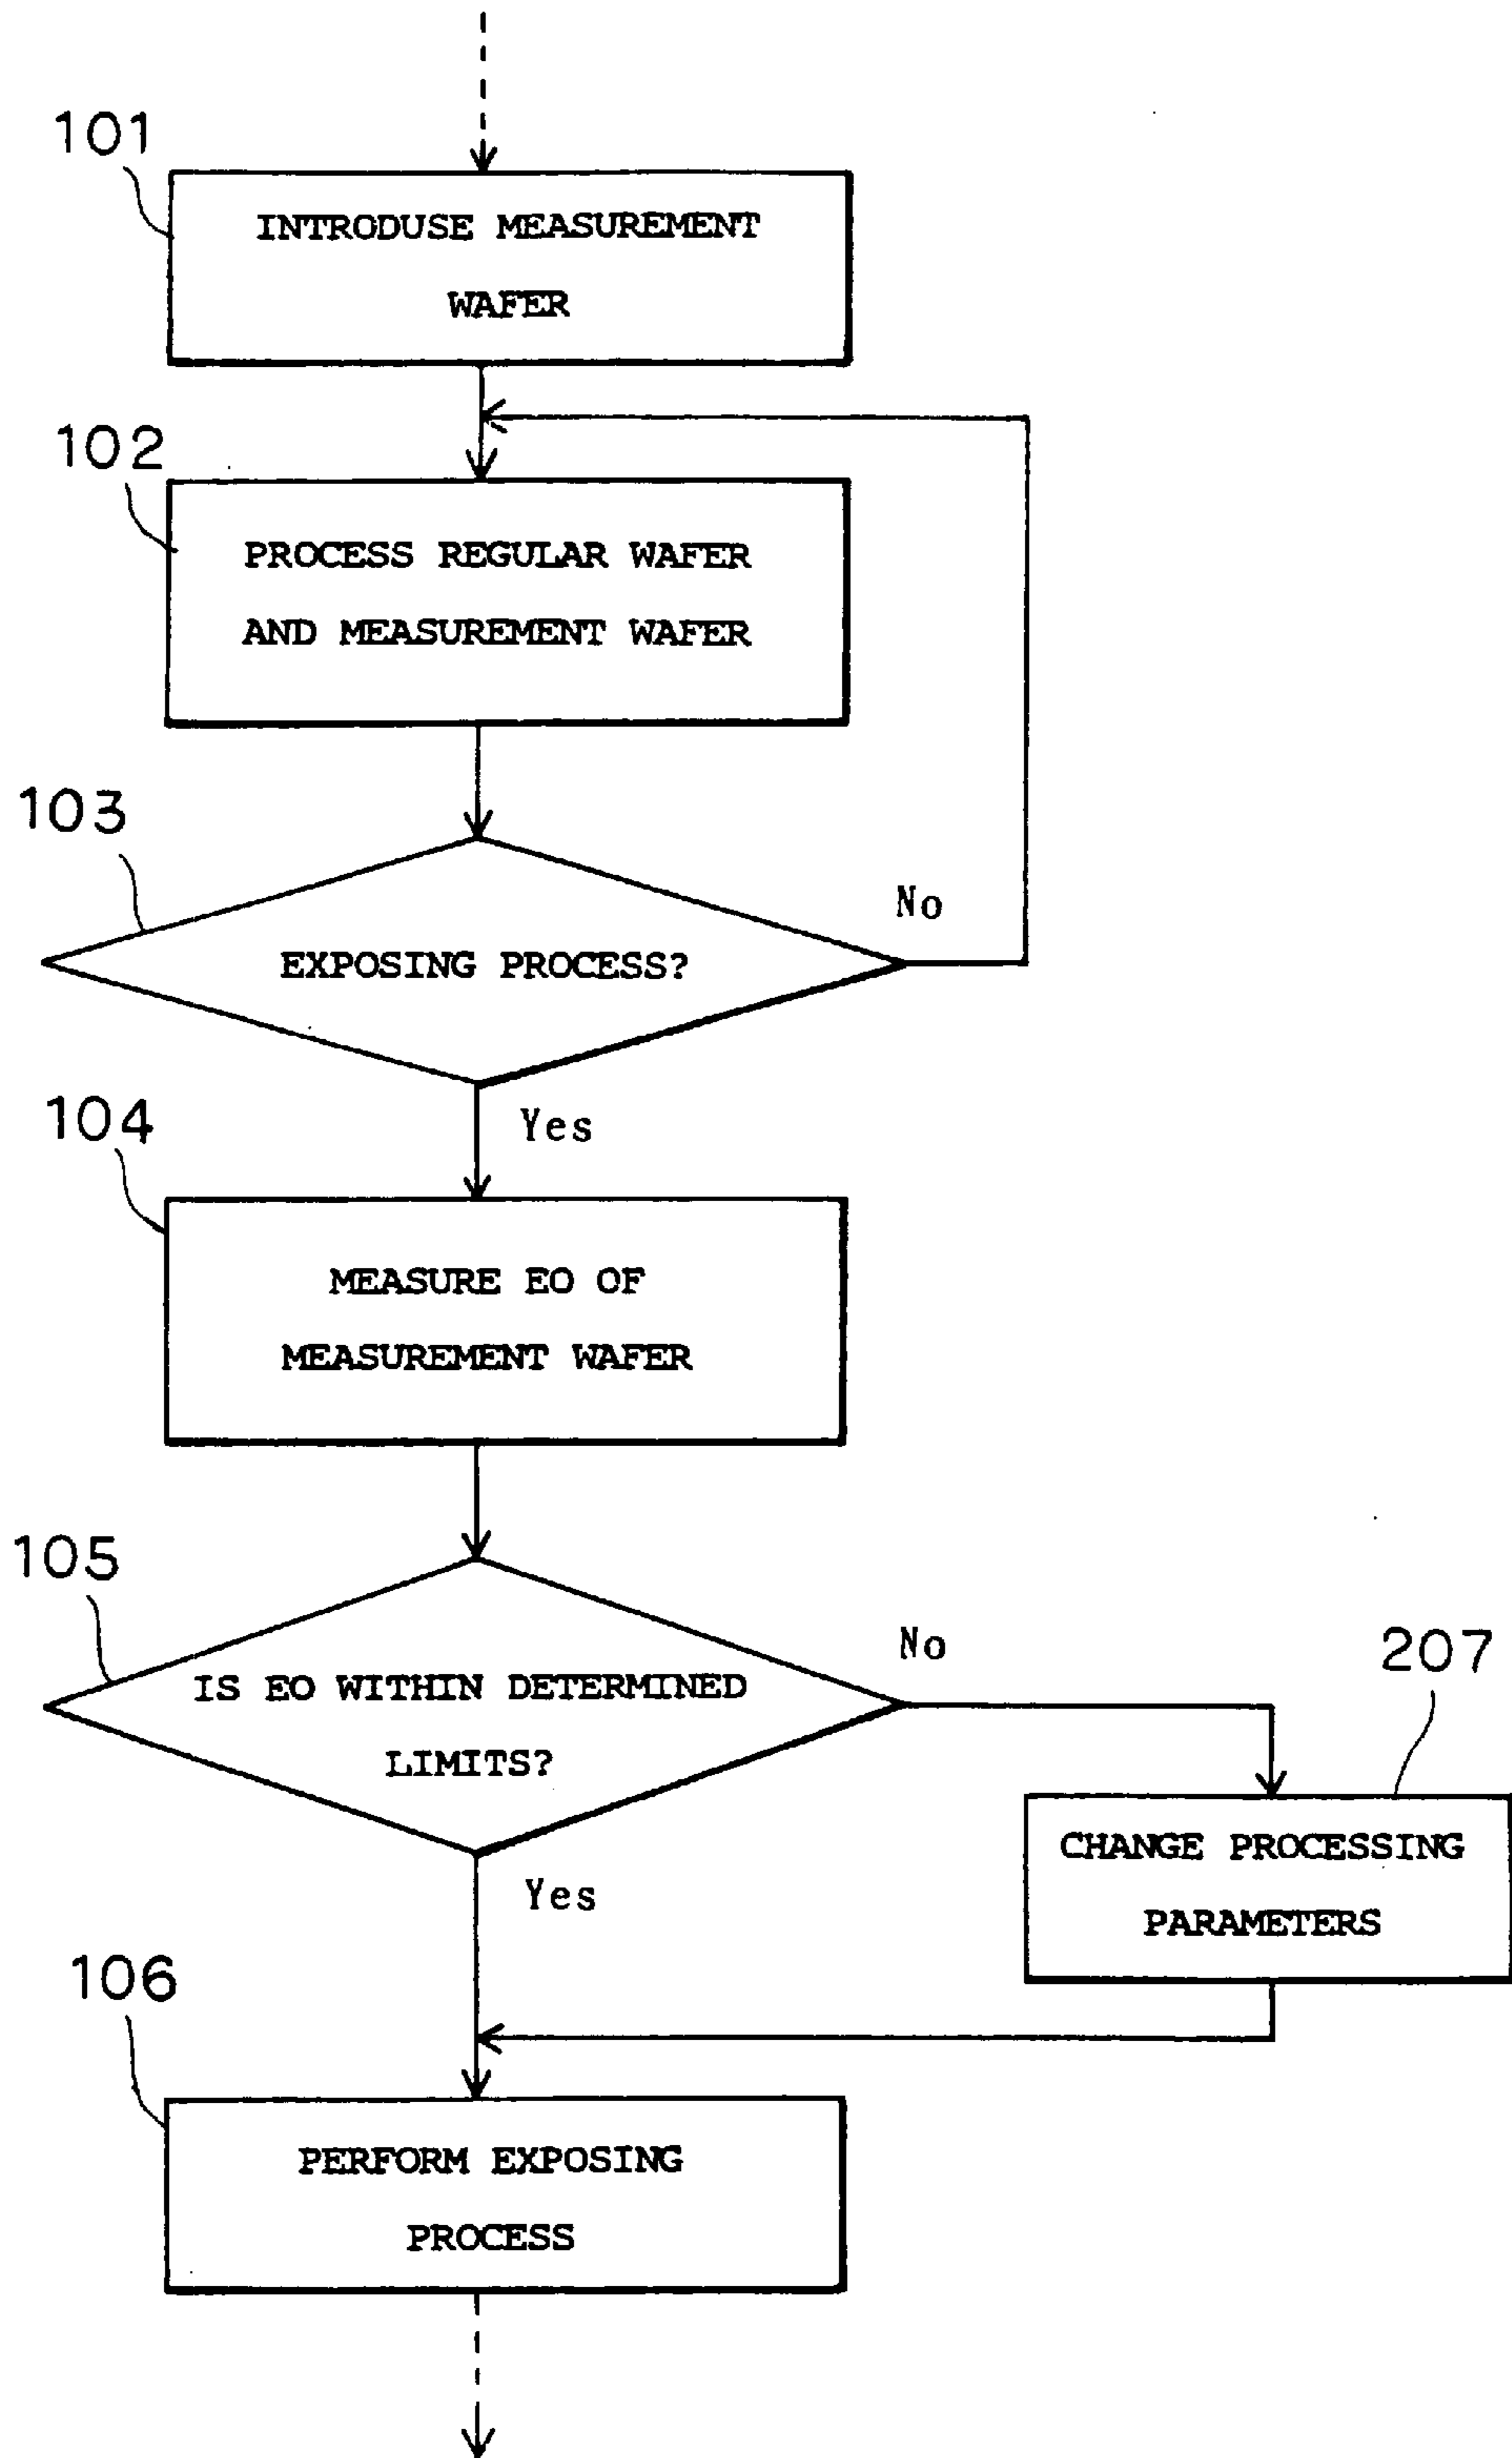 101
INTRODUSE MEASUREMENT
WAFER
102
PROCESS REGULAR WAFER
AND MEASUREMENT WAFER
103
No
EXPOSING PROCESS?
Yes
104
MEASURE EO OF
MEASUREMENT WAFER
105
No
207
IS EO WITHIN DETERMINED
LIMITS?
CHANGE PROCESSING
PARAMETERS
Yes
106
PERFORM EXPOSING
PROCESS